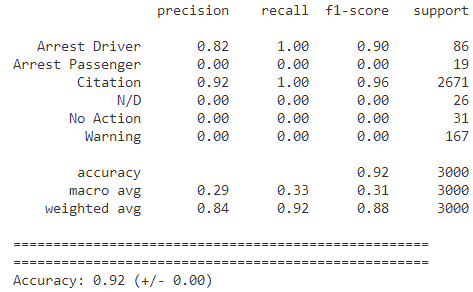 precision recall f1-score support
Arrest Driver 0.82 1.00 0.90 86
Arrest Passenger 0.00 0.00 0.00 19
Citation 0.92 1.00 0.96 2671
N/D 0.00 0.00 0.00 26
No Action 0.00 0.00 0.00 31
Warning 0.00 0.00 0.00 167
accuracy 0.92 3000
macro avg 0.29 0.33 0.31 3000
weighted avg 0.84 0.92 0.88 3000
====================================================
====================================================
Accuracy: 0.92 (+/- 0.00)